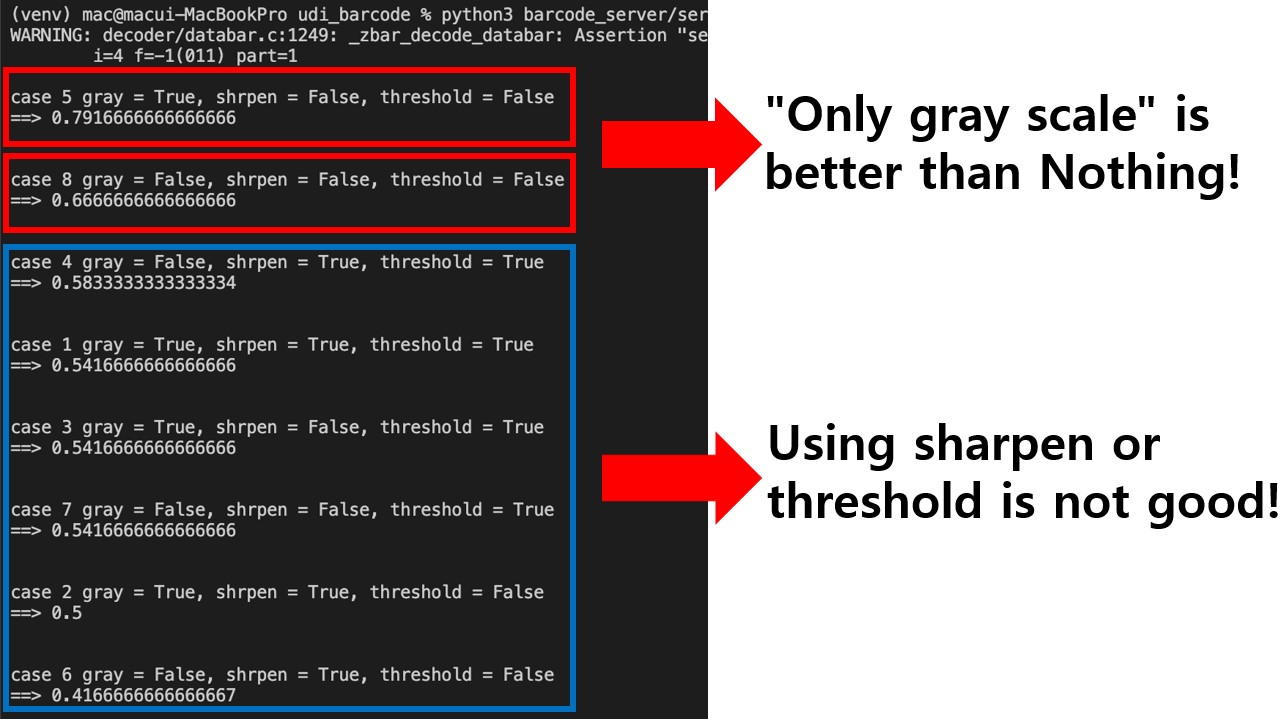 (venv) mac@macui-MacBookPro udi_barcode % python3 barcode_server/ser
WARNING: decoder/databar.c:1249: _zbar_decode_databar: Assertion "se
i=4 f=-1(011) part=1
case 5 gray = True, shrpen = False, threshold = False
==> 0.7916666666666666
case 8 gray = False, shrpen = False, threshold = False
==> 0.6666666666666666
"Only gray scale" is
better than Nothing!
case 4 gray = False, shrpen = True, threshold = True
==> 0.5833333333333334
case 1 gray = True, shrpen = True, threshold = True
==> 0.5416666666666666
case 3 gray = True, shrpen = False, threshold = True
==> 0.5416666666666666
case 7 gray = False, shrpen = False, threshold = True
==> 0.5416666666666666
case 2 gray = True, shrpen = True, threshold = False
==> 0.5
case 6 gray = False, shrpen = True, threshold = False
==> 0.4166666666666667
Using sharpen or
threshold is not good!